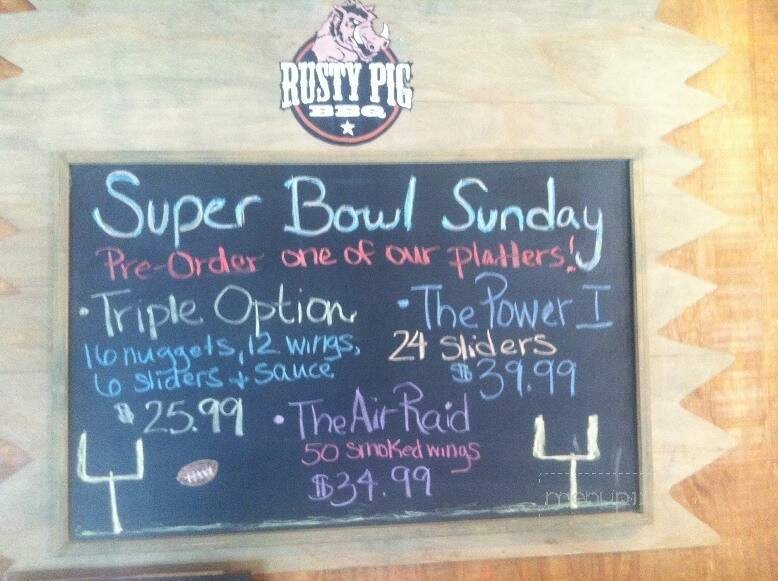 RUSTY PIG
BBQ
Super Bowl Sunday
Pre-Order one of our platters!
• Triple Option
16 nuggets, 12 wings,
6 sliders + sauce
$25.99
• The Power I
24 Sliders
$39.99
• The Air Raid
50 smoked wings
$34.99
menupix